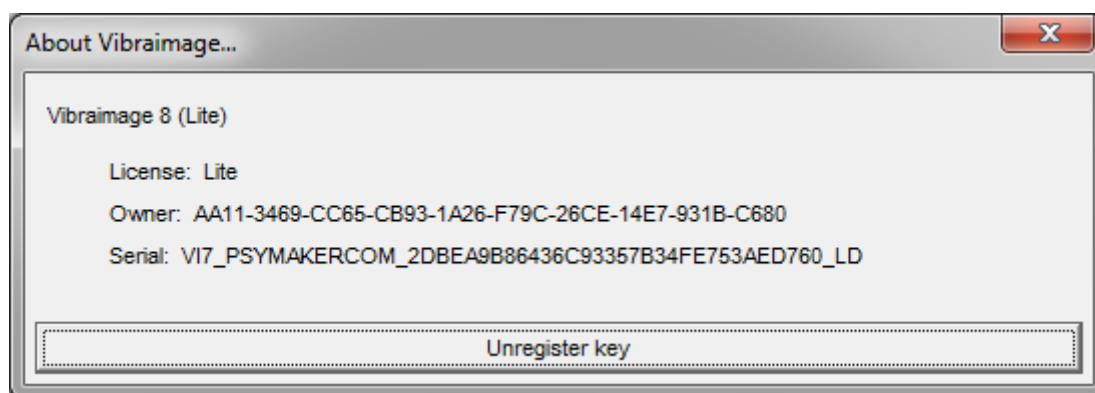 About Vibraimage...
Vibraimage 8 (Lite)
License: Lite
Owner: AA11-3469-CC65-CB93-1A26-F79C-26CE-14E7-931B-C680
Serial: VI7_PSYMAKERCOM_2DBEA9B86436C93357B34FE753AED760_LD
Unregister key